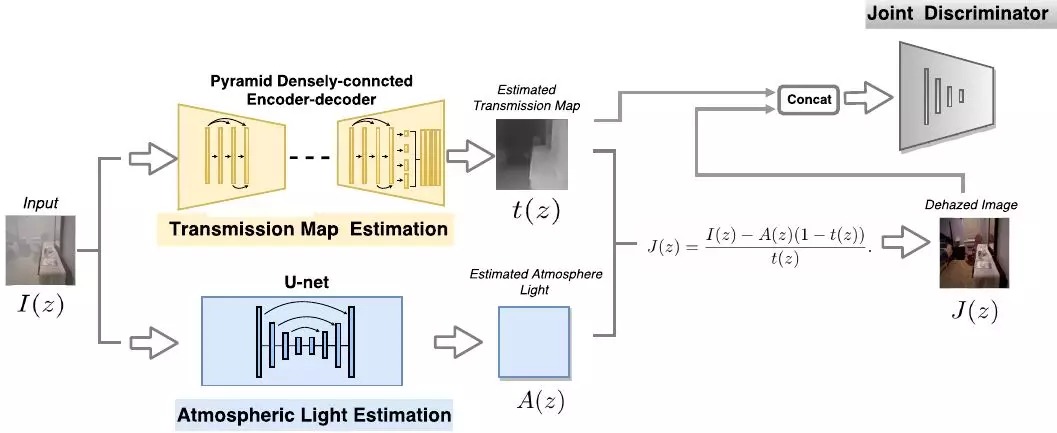 Joint Discriminator
Pyramid Densely-conncted
Encoder-decoder
Estimated
Transmission Map
Concat
Input
I(z)
t(z)
Transmission Map Estimation
Dehazed Image
J(z) = \frac{I(z) − A(z)(1 − t(z))}{t(z)}.
J(z)
U-net
Estimated Atmosphere
Light
A(z)
Atmospheric Light Estimation